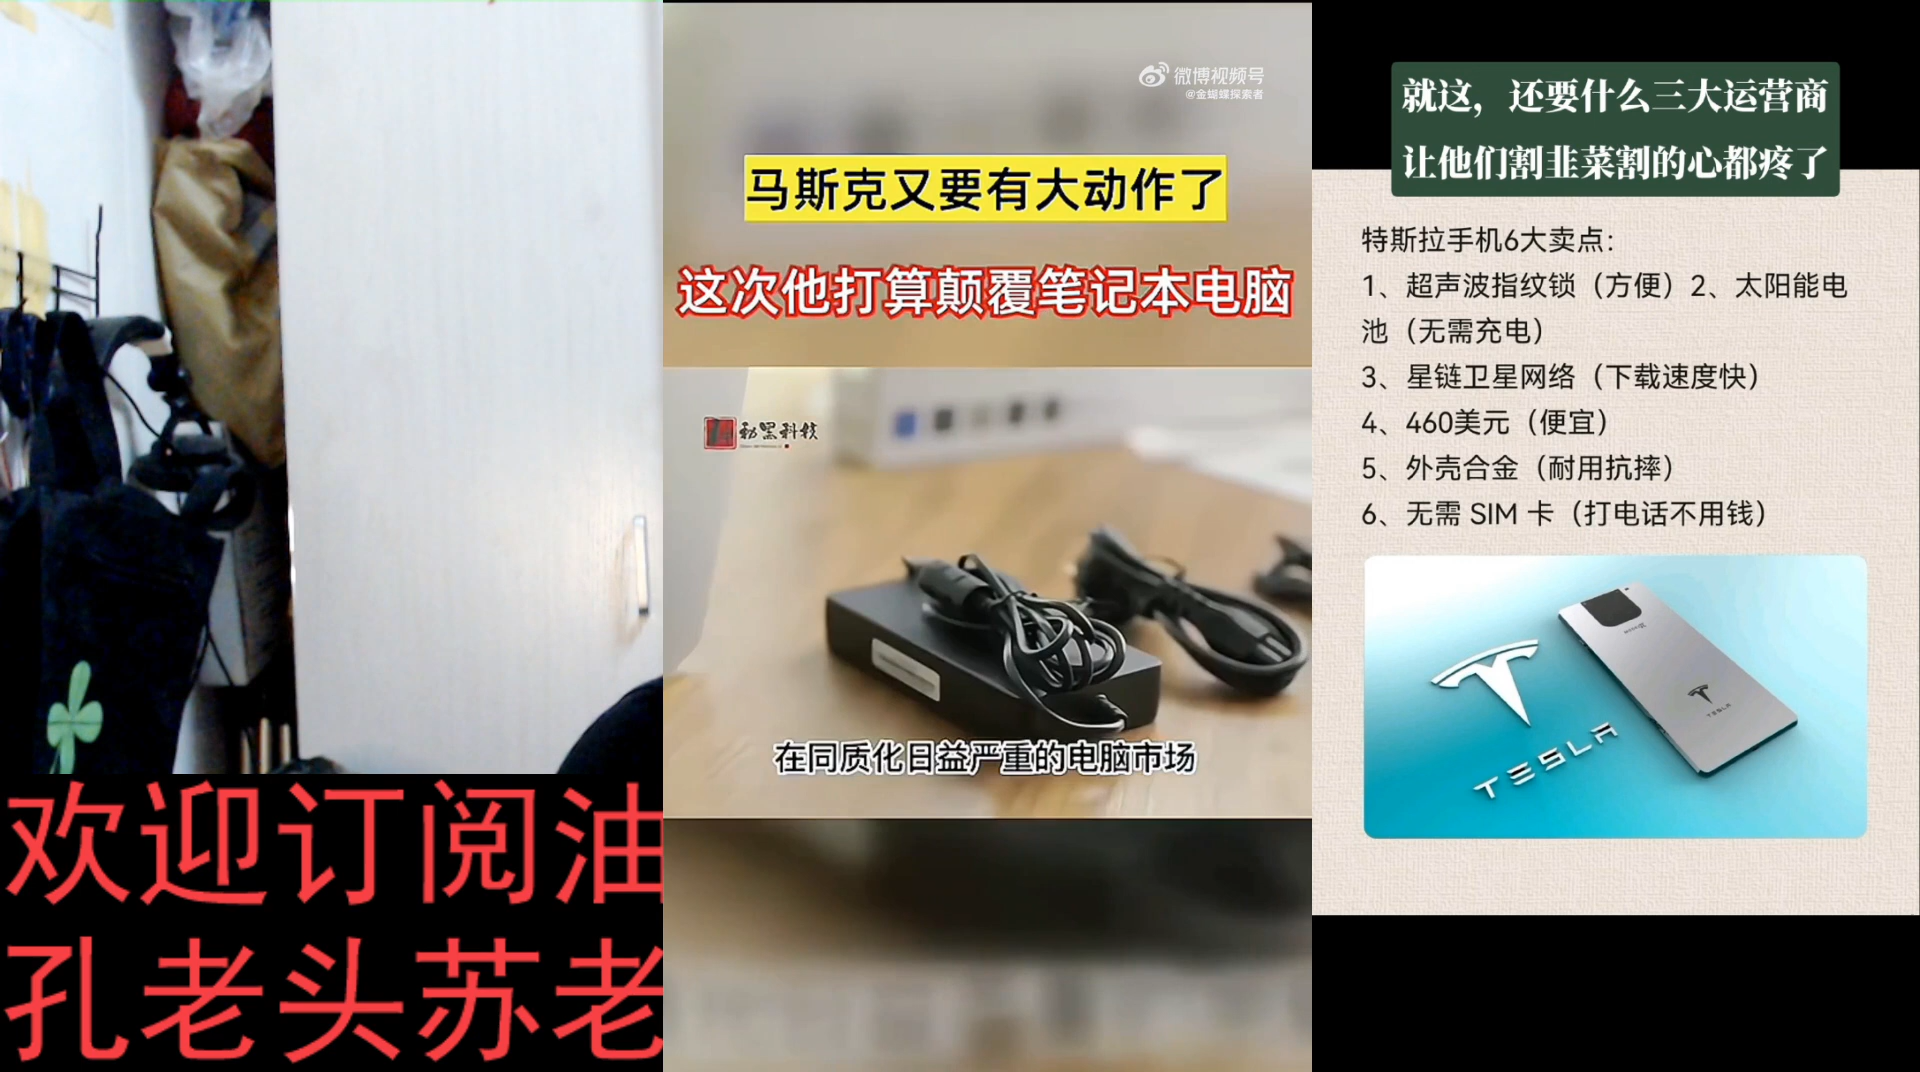 欢迎订阅油
孔老头苏老
微博视频号
@金蝴蝶探索者
马斯克又要有大动作了
这次他打算颠覆笔记本电脑
在同质化日益严重的电脑市场
就这，还要什么三大运营商
让他们割韭菜割的心都疼了
特斯拉手机6大卖点：
1、超声波指纹锁（方便）2、太阳能电
池（无需充电）
3、星链卫星网络（下载速度快）
4、460美元（便宜）
5、外壳合金（耐用抗摔）
6、无需 SIM 卡（打电话不用钱）
TESLA
TESLA